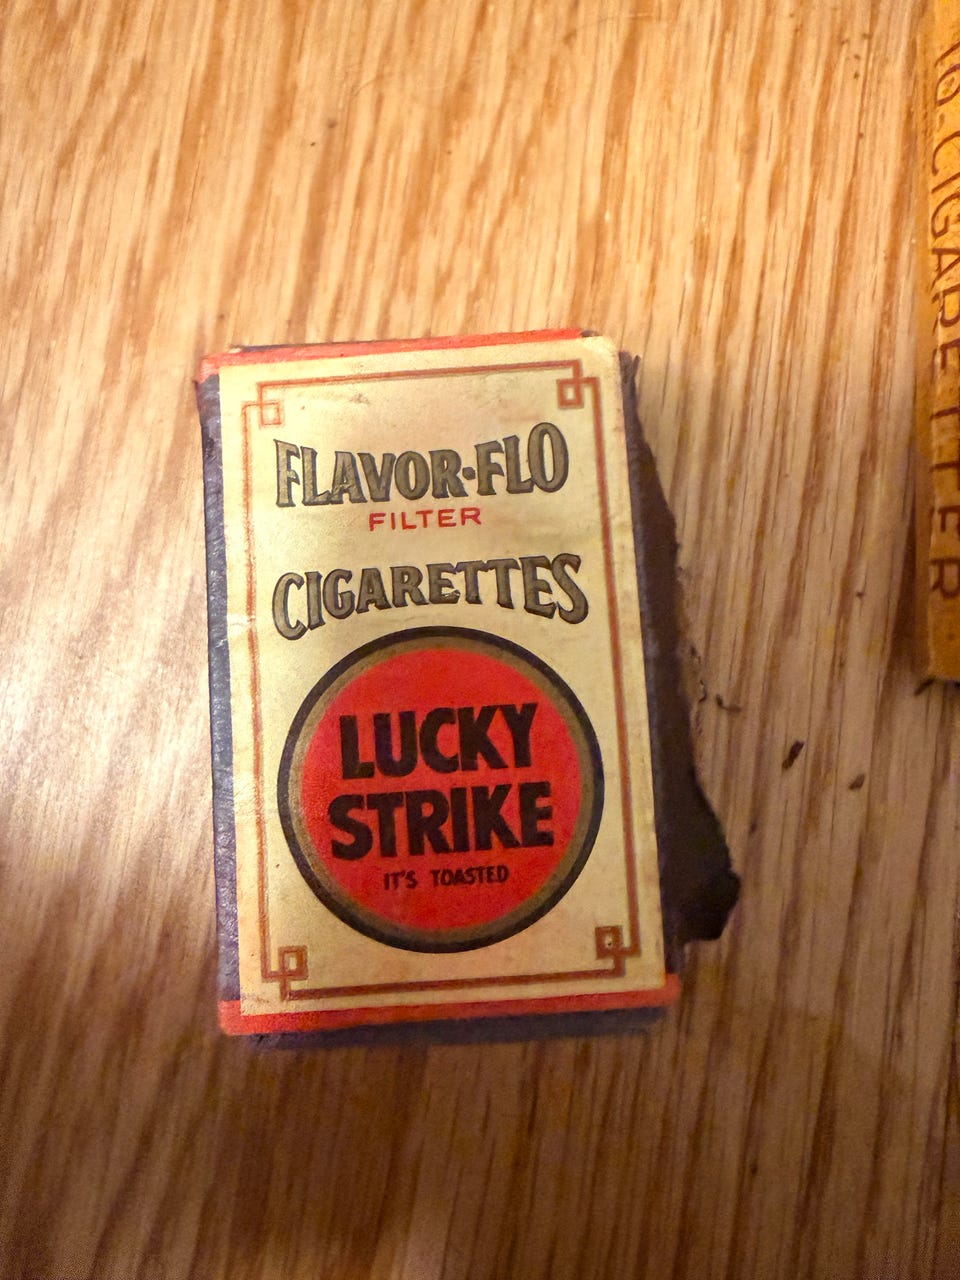 FLAVOR·FLO
FILTER
CIGARETTES
LUCKY
STRIKE
IT'S TOASTED